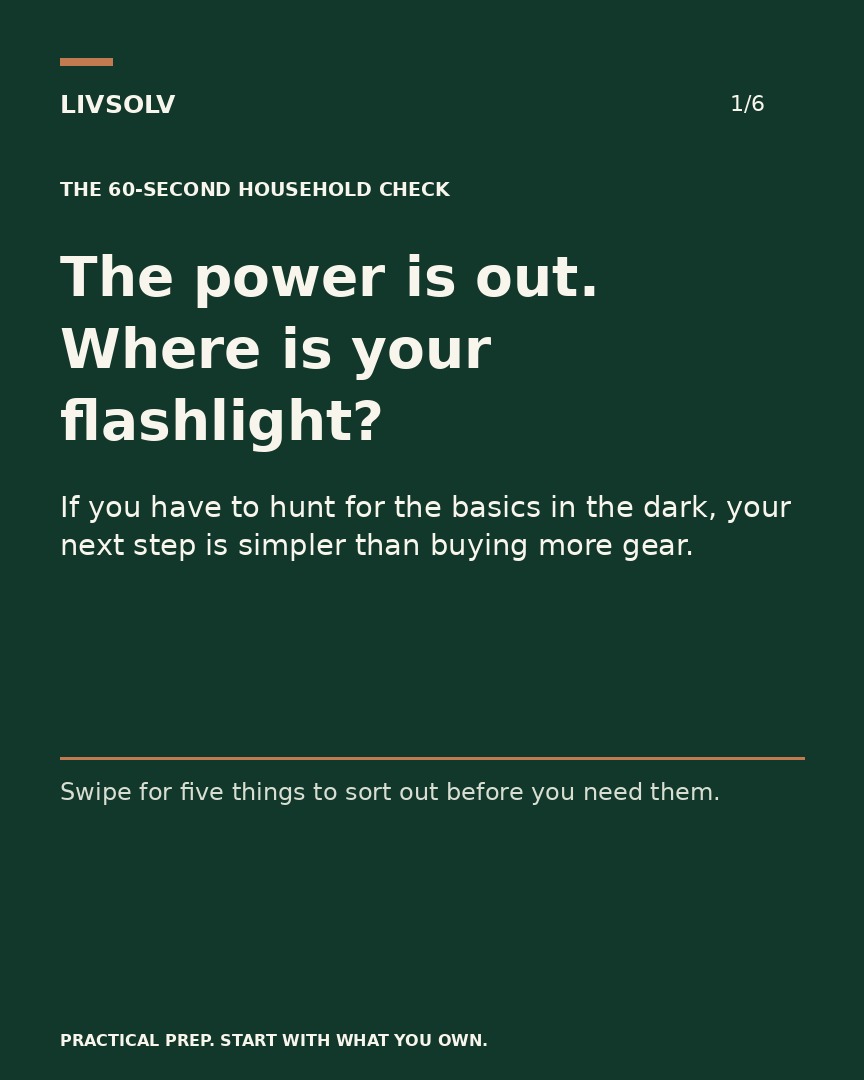 LIVSOLV
1/6
THE 60-SECOND HOUSEHOLD CHECK
The power is out.
Where is your
flashlight?
If you have to hunt for the basics in the dark, your
next step is simpler than buying more gear.
Swipe for five things to sort out before you need them.
PRACTICAL PREP. START WITH WHAT YOU OWN.